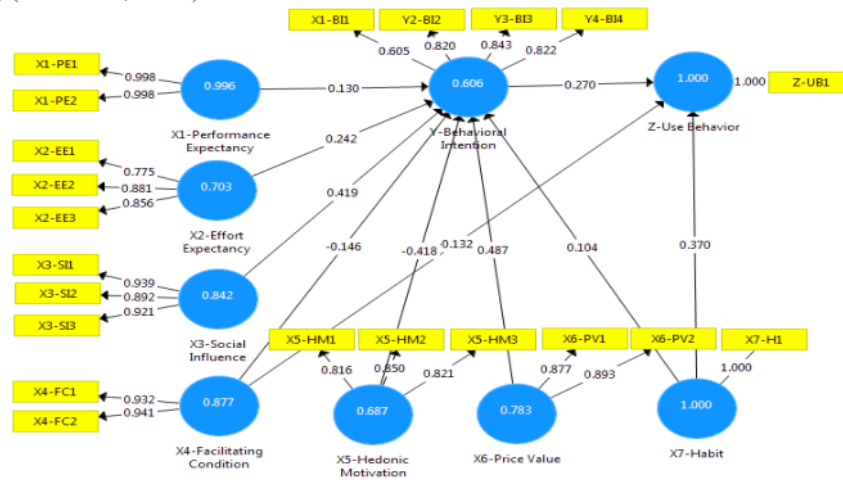 X1-BI1
Y2-BI2
Y3-BI3
Y4-BI4
0.605
0.820
0.843
0.822
X1-PE1
X1-PE2
0.998
0.998
0.996
X1-Performance
Expectancy
0.130
0.606
Y-Behavioral
Intention
0.270
1.000
Z-Use Behavior
1.000
Z-UB1
X2-EE1
X2-EE2
X2-EE3
0.775
0.881
0.856
0.703
X2-Effort
Expectancy
0.242
X3-SI1
X3-SI2
X3-SI3
0.939
0.892
0.921
0.842
X3-Social
Influence
0.419
-0.146
-0.418
-0.132
0.487
0.104
0.370
X4-FC1
X4-FC2
0.932
0.941
0.877
X4-Facilitating
Condition
X5-HM1
X5-HM2
X5-HM3
0.816
0.850
0.821
0.687
X5-Hedonic
Motivation
X6-PV1
X6-PV2
0.877
0.893
0.783
X6-Price Value
X7-H1
1.000
1.000
X7-Habit